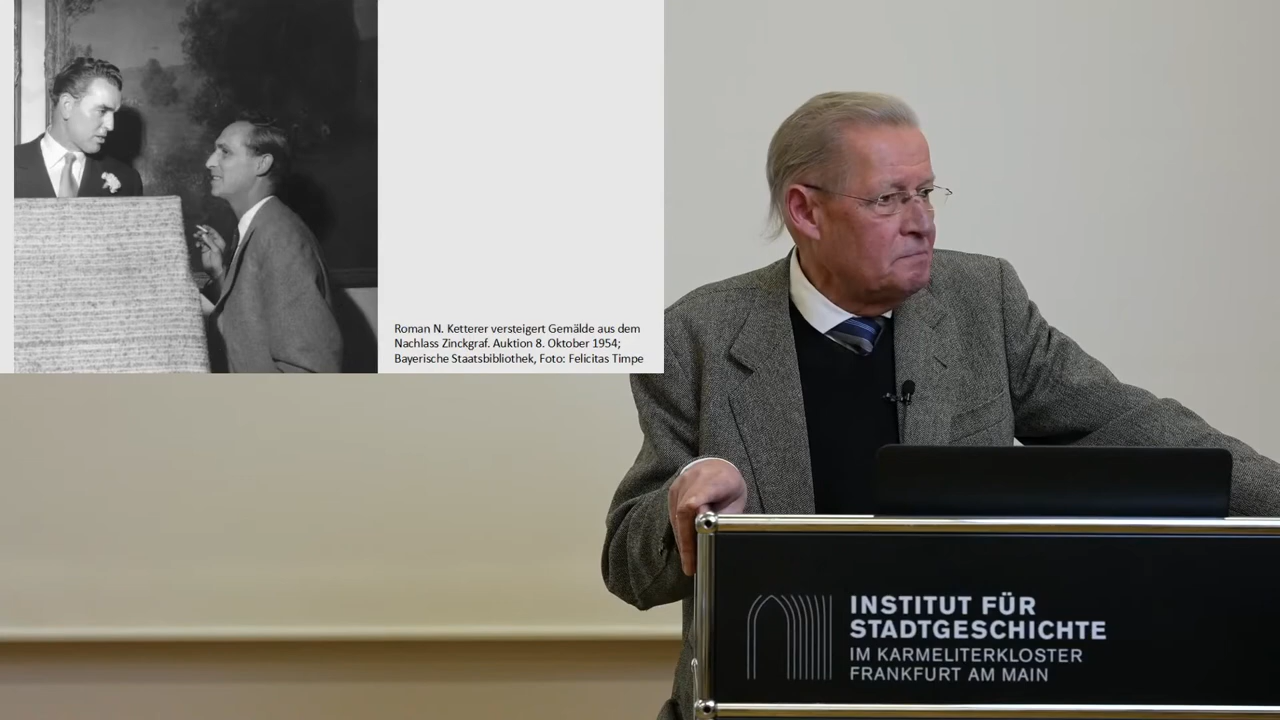 Roman N. Ketterer versteigert Gemälde aus dem
Nachlass Zinckgraf. Auktion 8. Oktober 1954;
Bayerische Staatsbibliothek, Foto: Felicitas Timpe
INSTITUT FÜR
STADTGESCHICHTE
IM KARMELITERKLOSTER
FRANKFURT AM MAIN